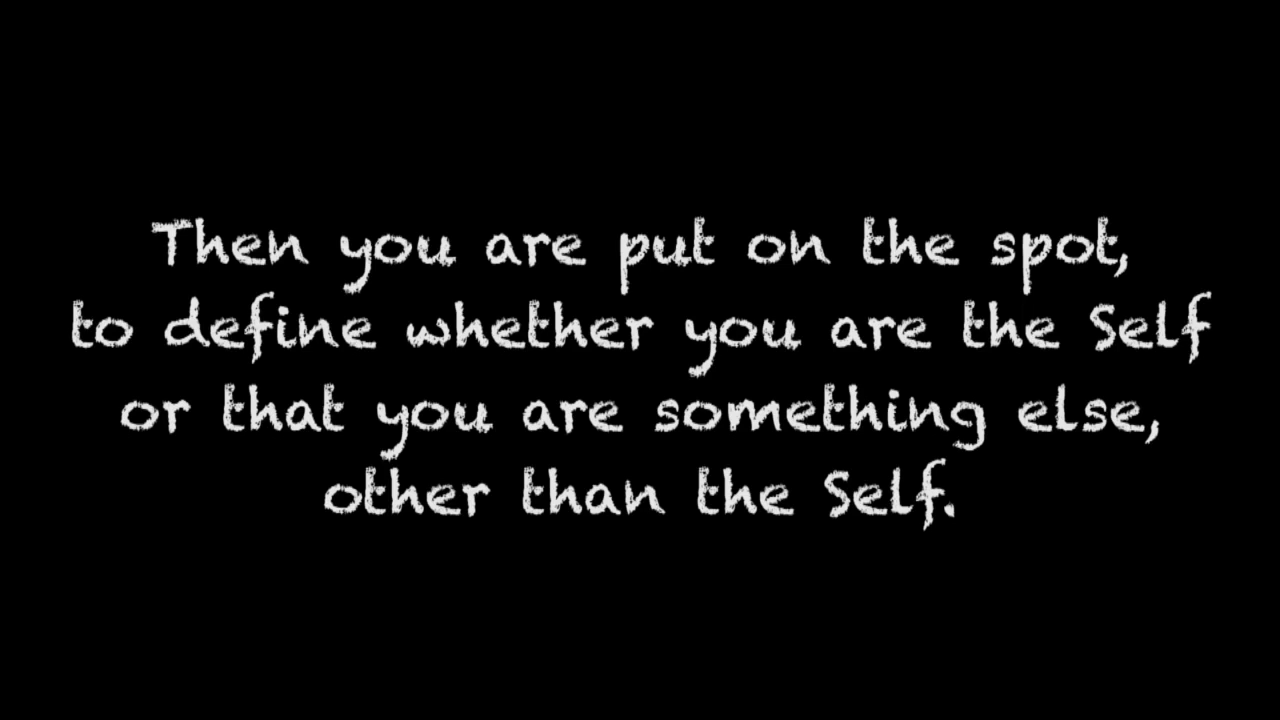 Then you are put on the spot,
to define whether you are the Self
or that you are something else,
other than the Self.